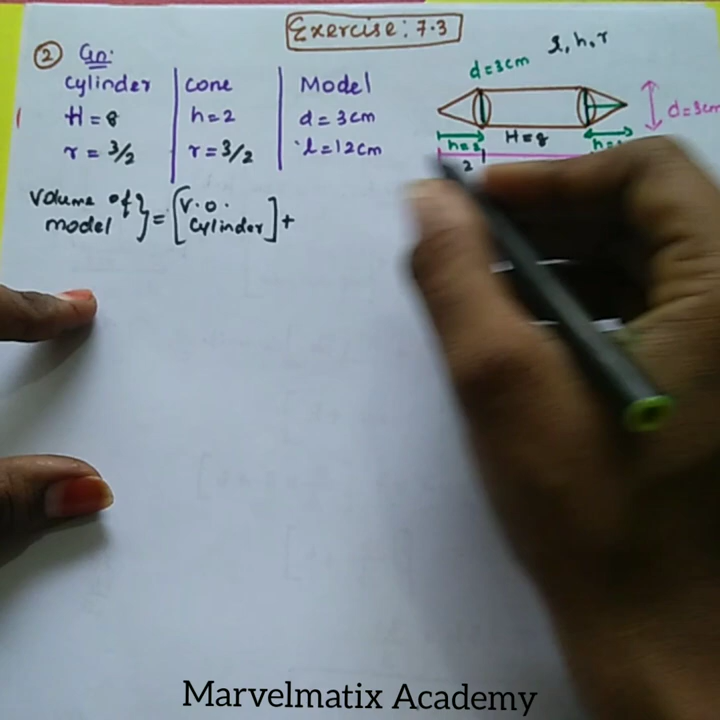 Exercise: 7.3
② Gn:
Cylinder | Cone | Model
H = 8 | h = 2 | d = 3cm
r = 3/2 | r = 3/2 | l = 12cm
l, h, r
d = 3cm
d = 3cm
H = 8
2
Volume of } = [V.O. Cylinder] +
model
Marvelmatix Academy